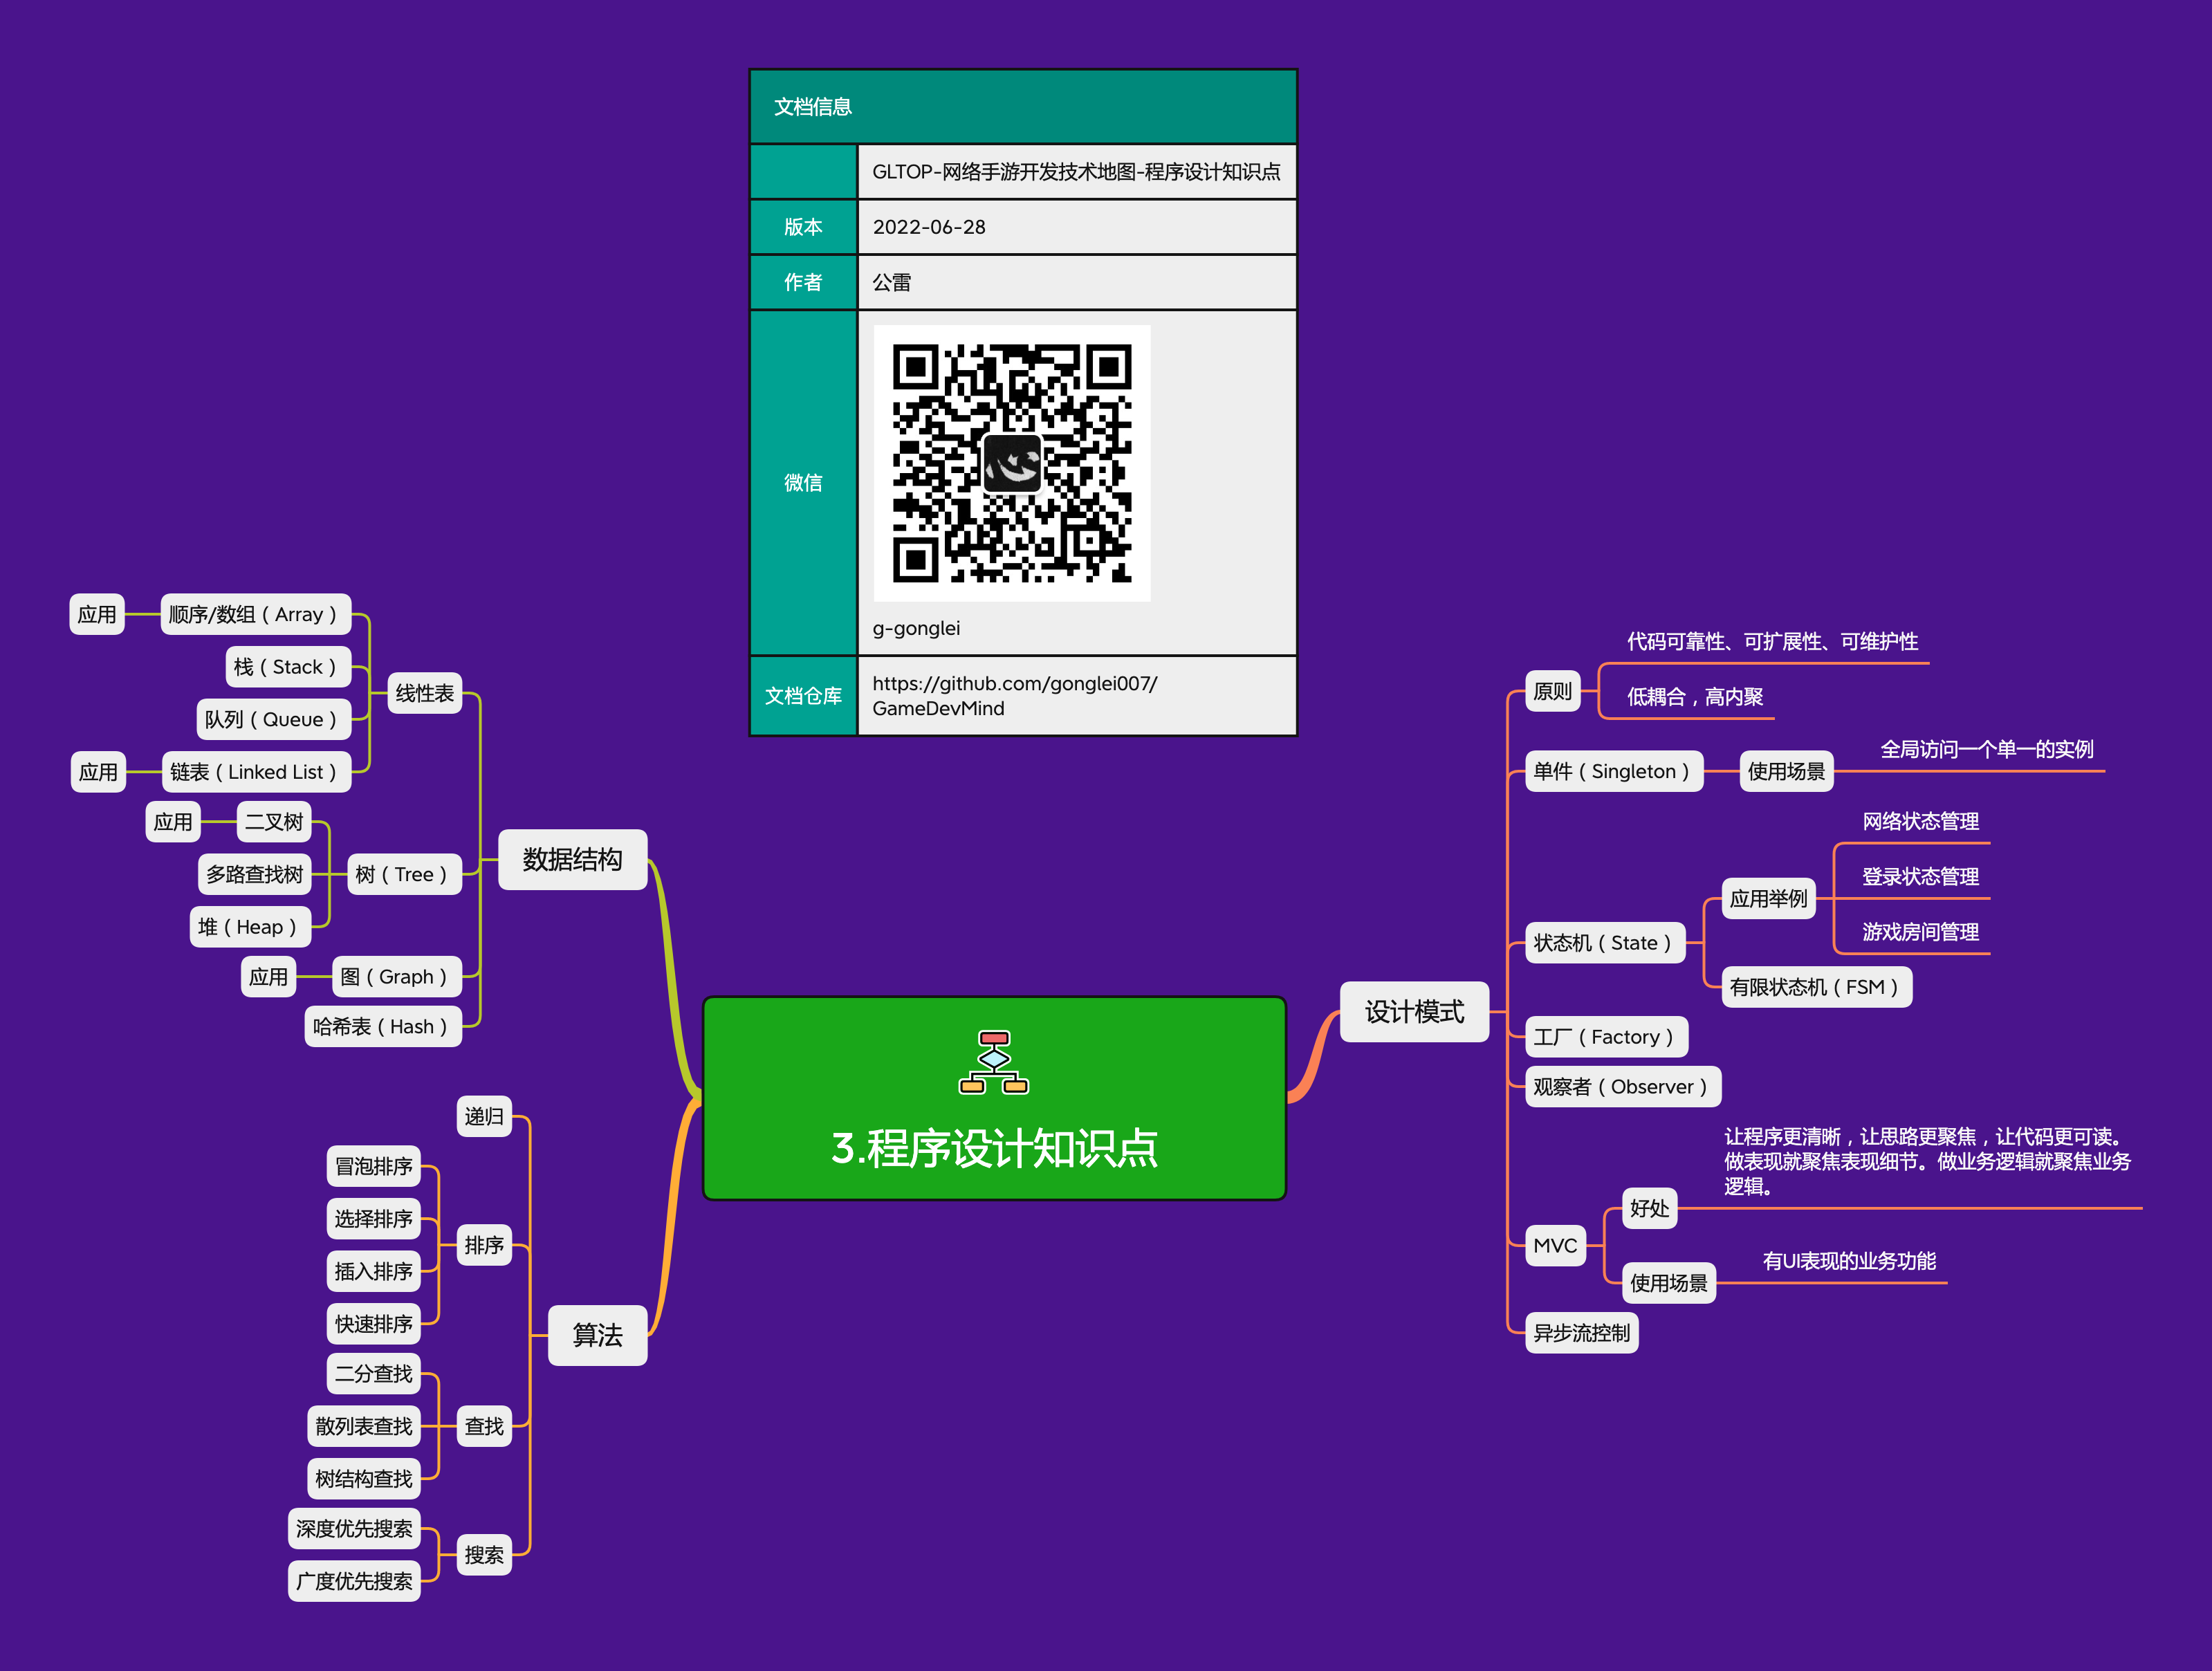 文档信息
GLTOP-网络手游开发技术地图-程序设计知识点
版本
2022-06-28
作者
公雷
微信
g-gonglei
文档仓库
https://github.com/gonglei007/
GameDevMind
3.程序设计知识点
数据结构
线性表
顺序/数组（Array）
应用
栈（Stack）
队列（Queue）
链表（Linked List）
应用
树（Tree）
二叉树
应用
多路查找树
堆（Heap）
图（Graph）
应用
哈希表（Hash）
算法
递归
排序
冒泡排序
选择排序
插入排序
快速排序
查找
二分查找
散列表查找
树结构查找
搜索
深度优先搜索
广度优先搜索
设计模式
原则
代码可靠性、可扩展性、可维护性
低耦合，高内聚
单件（Singleton）
使用场景
全局访问一个单一的实例
状态机（State）
应用举例
网络状态管理
登录状态管理
游戏房间管理
有限状态机（FSM）
工厂（Factory）
观察者（Observer）
MVC
好处
让程序更清晰，让思路更聚焦，让代码更可读。
做表现就聚焦表现细节。做业务逻辑就聚焦业务
逻辑。
使用场景
有UI表现的业务功能
异步流控制